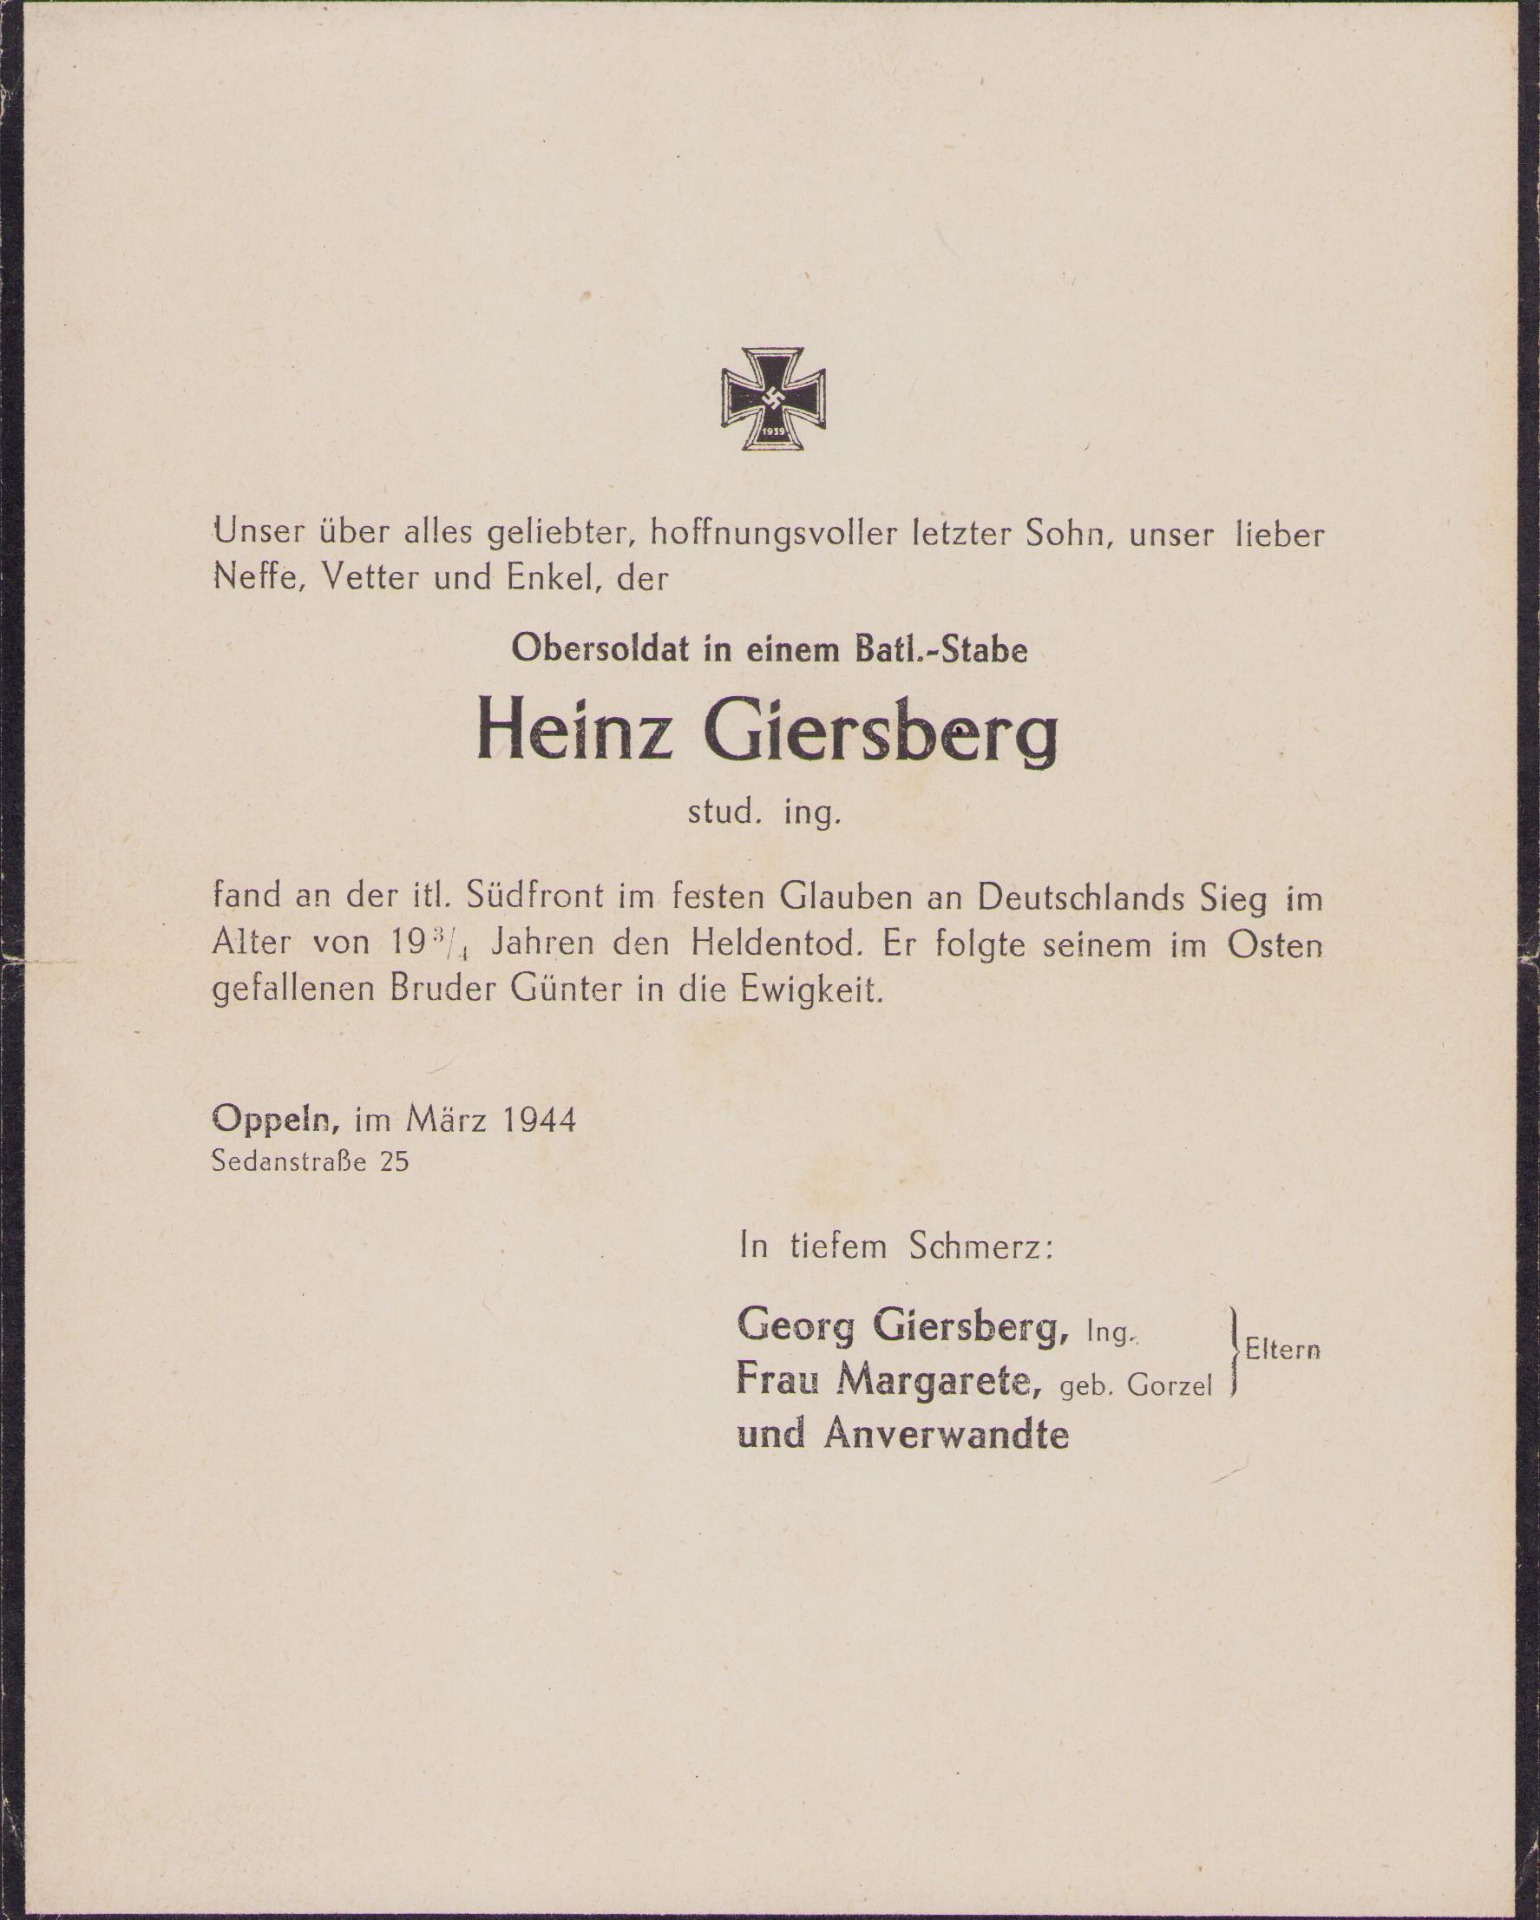 1939
Unser über alles geliebter, hoffnungsvoller letzter Sohn, unser lieber
Neffe, Vetter und Enkel, der
Obersoldat in einem Batl.-Stabe
Heinz Giersberg
stud. ing.
fand an der itl. Südfront im festen Glauben an Deutschlands Sieg im
Alter von 19 3/4 Jahren den Heldentod. Er folgte seinem im Osten
gefallenen Bruder Günter in die Ewigkeit.
Oppeln, im März 1944
Sedanstraße 25
In tiefem Schmerz:
Georg Giersberg, Ing.
Frau Margarete, geb. Gorzel
} Eltern
und Anverwandte